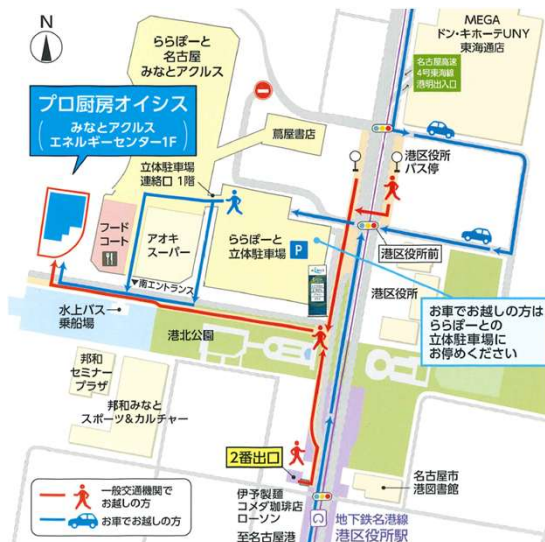 N
MEGA
ドン・キホーテUNY
東海通店
名古屋高速
4号東海線
港明出入口
ららぽーと
名古屋
みなとアクルス
プロ厨房オイシス
みなとアクルス
エネルギーセンター1F
蔦屋書店
港区役所
バス停
立体駐車場
連絡口 1階
フード
コート
アオキ
スーパー
ららぽーと
立体駐車場
P
港区役所前
▼南エントランス
港区役所
お車でお越しの方は
ららぽーとの
立体駐車場に
お停めください
水上バス
乗船場
港北公園
邦和
セミナー
プラザ
邦和みなと
スポーツ&カルチャー
2番出口
名古屋市
港図書館
一般交通機関で
お越しの方
お車でお越しの方
伊予製麺
コメダ珈琲店
ローソン
至名古屋港
地下鉄名港線
港区役所駅